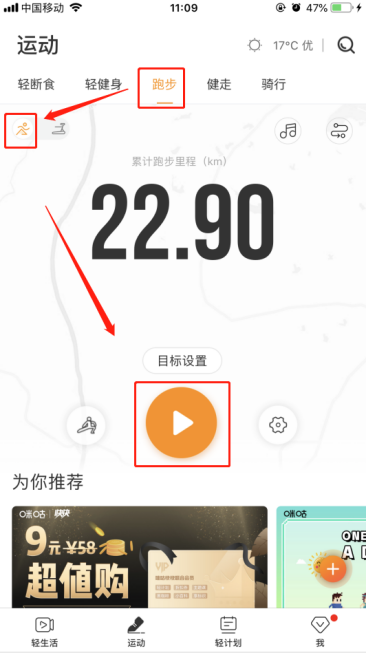 中国移动 11:09 47%
运动 17°C 优
轻断食 轻健身 跑步 健走 骑行
累计跑步里程（km）
22.90
目标设置
为你推荐
咪咕 快快 咪咕
9元 ¥58 ONE
超值购 VIP A D
轻生活 运动 轻计划 我